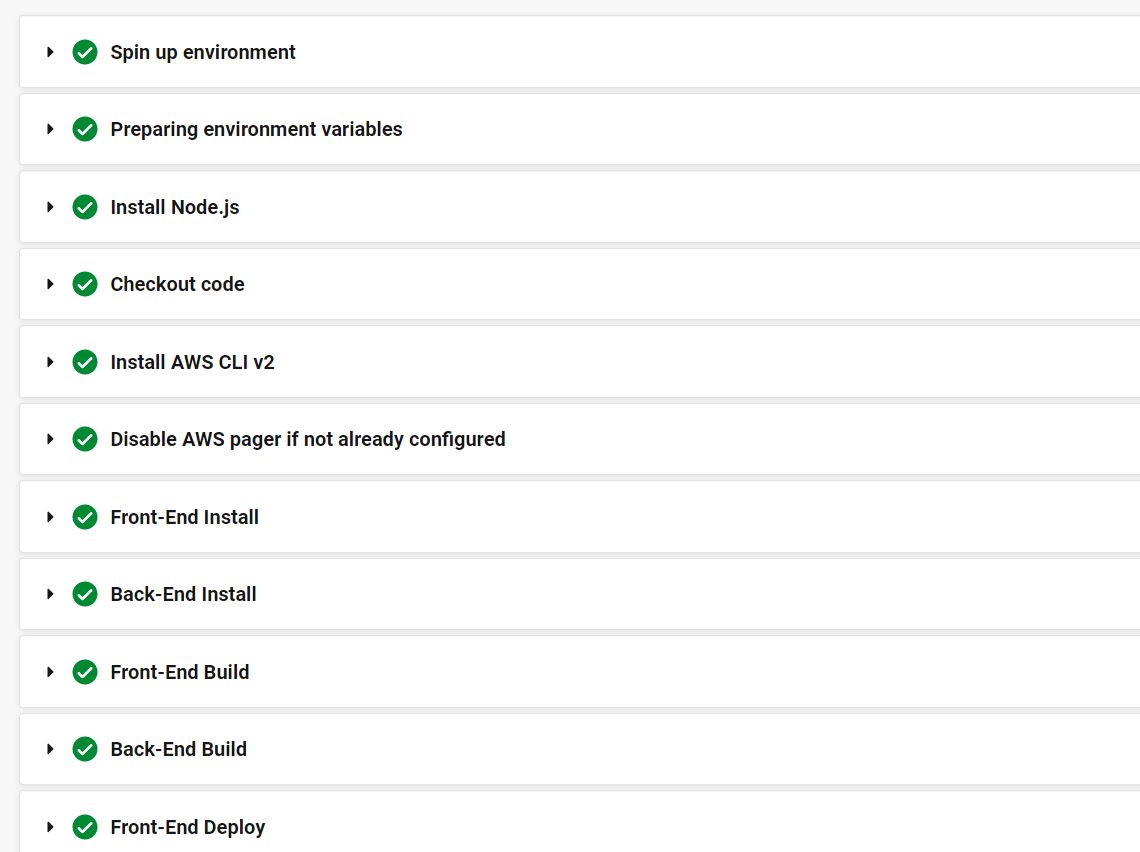 Spin up environment
Preparing environment variables
Install Node.js
Checkout code
Install AWS CLI v2
Disable AWS pager if not already configured
Front-End Install
Back-End Install
Front-End Build
Back-End Build
Front-End Deploy